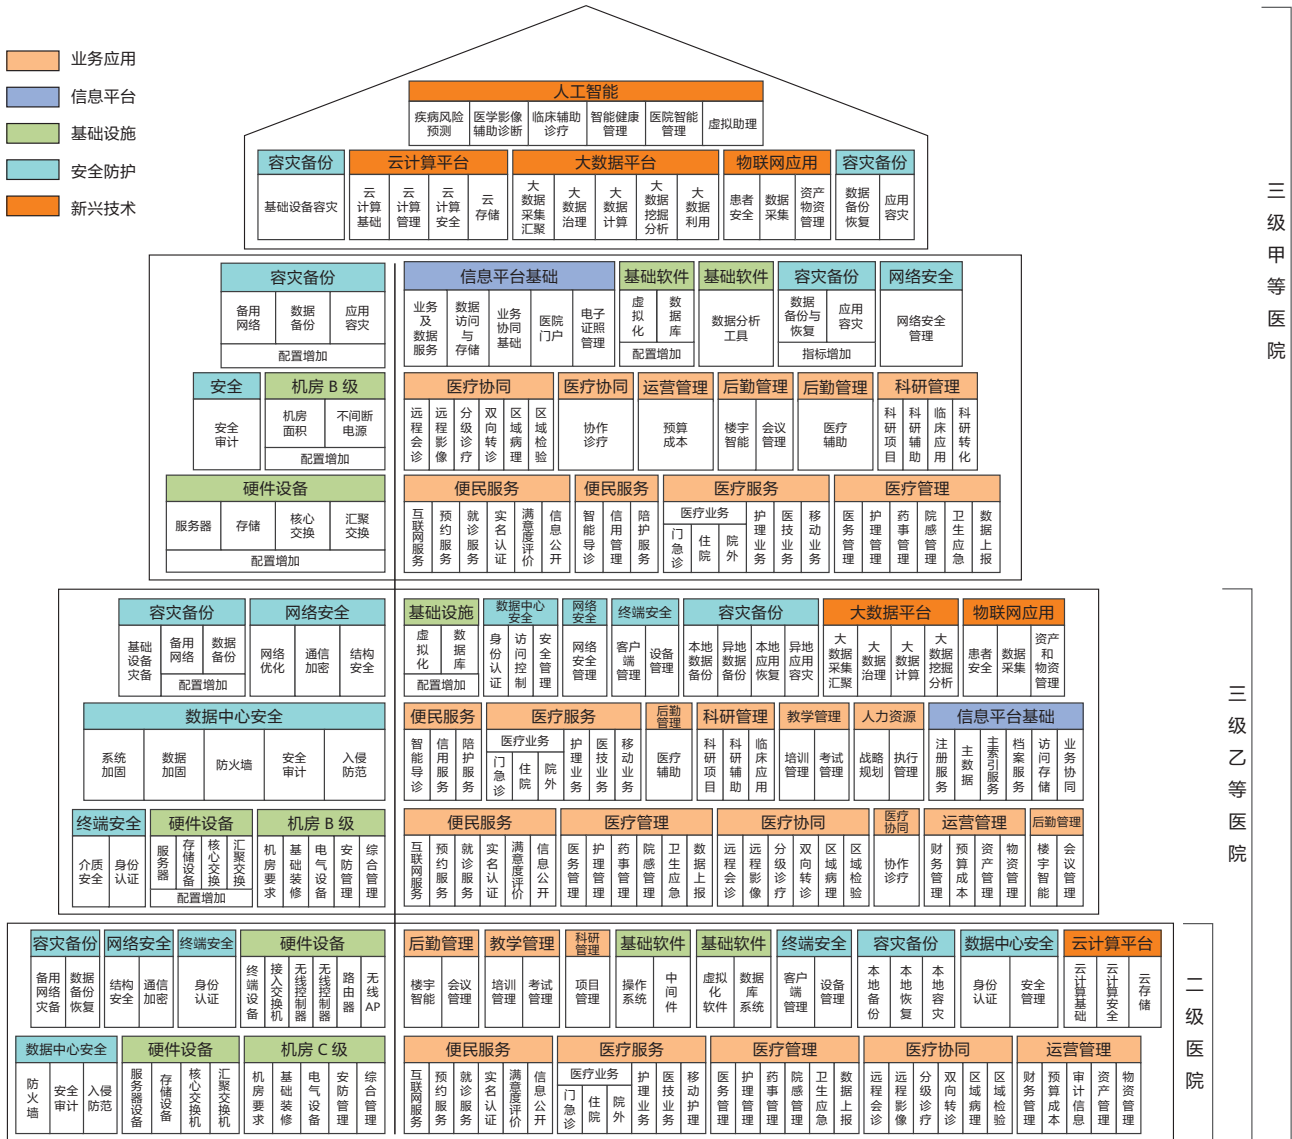 业务应用
信息平台
基础设施
安全防护
新兴技术
人工智能
疾病风险
预测
医学影像
辅助诊断
临床辅助
诊疗
智能健康
管理
医院智能
管理
虚拟助理
容灾备份
基础设备容灾
云计算平台
云计算基础
云计算管理
云计算安全
云存储
大数据平台
大数据采集汇聚
大数据治理
大数据计算
大数据挖掘分析
大数据利用
物联网应用
患者安全
数据采集
资产物资管理
容灾备份
数据备份恢复
应用容灾
三级甲等医院
容灾备份
备用网络
数据备份
应用容灾
配置增加
信息平台基础
业务及数据服务
数据访问与存储
业务协同基础
医院门户
电子证照管理
基础软件
虚拟化
数据库
配置增加
基础软件
数据分析工具
容灾备份
数据备份与恢复
应用容灾
指标增加
网络安全
网络安全管理
安全
安全审计
机房 B 级
机房面积
不间断电源
配置增加
医疗协同
远程会诊
远程影像
分级诊疗
双向转诊
区域病理
区域检验
医疗协同
协作诊疗
运营管理
预算成本
后勤管理
楼宇智能
会议管理
后勤管理
医疗辅助
科研管理
科研项目
科研辅助
临床应用
科研转化
硬件设备
服务器
存储
核心交换
汇聚交换
配置增加
便民服务
互联网服务
预约服务
就诊服务
实名认证
满意度评价
信息公开
便民服务
智能导诊
信用管理
陪护服务
医疗服务
医疗业务
门急诊
住院
院外
护理业务
医技业务
移动业务
医疗管理
医务管理
护理管理
药事管理
院感管理
卫生应急
数据上报
容灾备份
基础设备灾备
备用网络
数据备份
配置增加
网络安全
网络优化
通信加密
结构安全
基础设施
虚拟化
数据库
配置增加
数据中心
安全
身份认证
访问控制
安全管理
网络
安全
网络安全管理
终端安全
客户端管理
设备管理
容灾备份
本地数据备份
异地数据备份
本地应用恢复
异地应用容灾
大数据平台
大数据采集汇聚
大数据治理
大数据计算
大数据挖掘分析
物联网应用
患者安全
数据采集
资产和物资管理
三级乙等医院
数据中心安全
系统加固
数据加固
防火墙
安全审计
入侵防范
便民服务
智能导诊
信用服务
陪护服务
医疗服务
医疗业务
门急诊
住院
院外
护理业务
医技业务
移动业务
后勤
管理
医疗辅助
科研管理
科研项目
科研辅助
临床应用
教学管理
培训管理
考试管理
人力资源
战略规划
执行管理
信息平台基础
注册服务
主数据
主索引服务
档案服务
访问存储
业务协同
终端安全
介质安全
身份认证
硬件设备
服务器
存储设备
核心交换
汇聚交换
配置增加
机房 B 级
机房要求
基础装修
电气设备
安防管理
综合管理
便民服务
互联网服务
预约服务
就诊服务
实名认证
满意度评价
信息公开
医疗管理
医务管理
护理管理
药事管理
院感管理
卫生应急
数据上报
医疗协同
远程会诊
远程影像
分级诊疗
双向转诊
区域病理
区域检验
医疗
协同
协作诊疗
运营管理
财务管理
预算成本
资产管理
物资管理
后勤管理
楼宇智能
会议管理
容灾备份
备用网络灾备
数据备份恢复
网络安全
结构安全
通信加密
终端安全
身份认证
硬件设备
终端设备
接入交换机
无线控制器
无线控制器
路由器
无线AP
后勤管理
楼宇智能
会议管理
教学管理
培训管理
考试管理
科研
管理
项目管理
基础软件
操作系统
中间件
基础软件
虚拟化软件
数据库系统
终端安全
客户端管理
设备管理
容灾备份
本地备份
本地恢复
本地容灾
数据中心安全
身份认证
安全管理
云计算平台
云计算基础
云计算安全
云存储
二级医院
数据中心安全
防火墙
安全审计
入侵防范
硬件设备
服务器设备
存储设备
核心交换机
汇聚交换机
机房 C 级
机房要求
基础装修
电气设备
安防管理
综合管理
便民服务
互联网服务
预约服务
就诊服务
实名认证
满意度评价
信息公开
医疗服务
医疗业务
门急诊
住院
院外
护理业务
医技业务
移动护理
医疗管理
医务管理
护理管理
药事管理
院感管理
卫生应急
数据上报
医疗协同
远程会诊
远程影像
分级诊疗
双向转诊
区域病理
区域检验
运营管理
财务管理
预算成本
审计信息
资产管理
物资管理